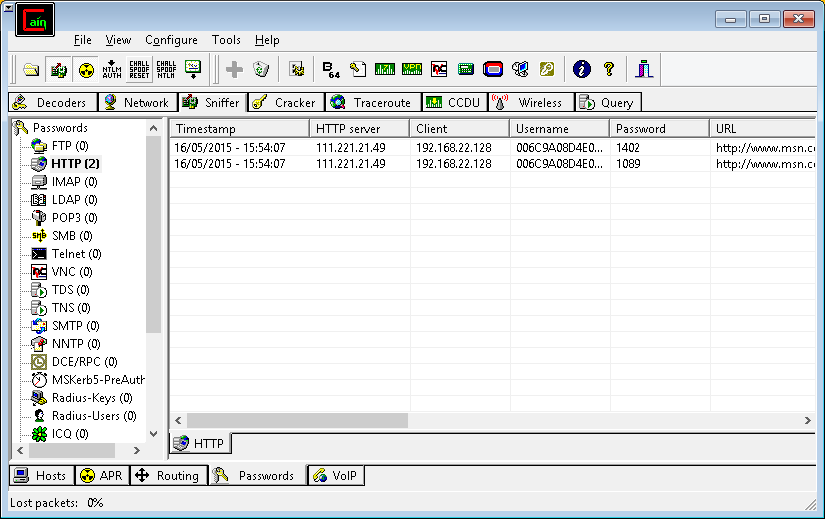 Cain
File View Configure Tools Help
NTLM AUTH CHALL SPOOF RESET CHALL SPOOF NTLM B64 VPN
Decoders Network Sniffer Cracker Traceroute CCDU Wireless Query
Passwords
FTP (0)
HTTP (2)
IMAP (0)
LDAP (0)
POP3 (0)
SMB (0)
Telnet (0)
VNC (0)
TDS (0)
TNS (0)
SMTP (0)
NNTP (0)
DCE/RPC (0)
MSKerb5-PreAuth
Radius-Keys (0)
Radius-Users (0)
ICQ (0)
Timestamp HTTP server Client Username Password URL
16/05/2015 - 15:54:07 111.221.21.49 192.168.22.128 006C9A08D4E0... 1402 http://www.msn.co
16/05/2015 - 15:54:07 111.221.21.49 192.168.22.128 006C9A08D4E0... 1089 http://www.msn.co
HTTP
Hosts APR Routing Passwords VoIP
Lost packets: 0%